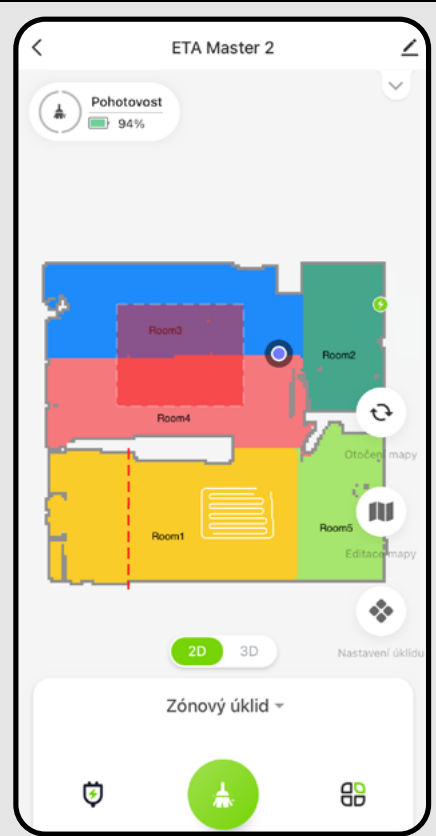 ETA Master 2
Pohotovost
94%
Room3
Room2
Room4
Otočení mapy
Room1
Room5
Editace mapy
2D
3D
Nastavení úklidu
Zónový úklid